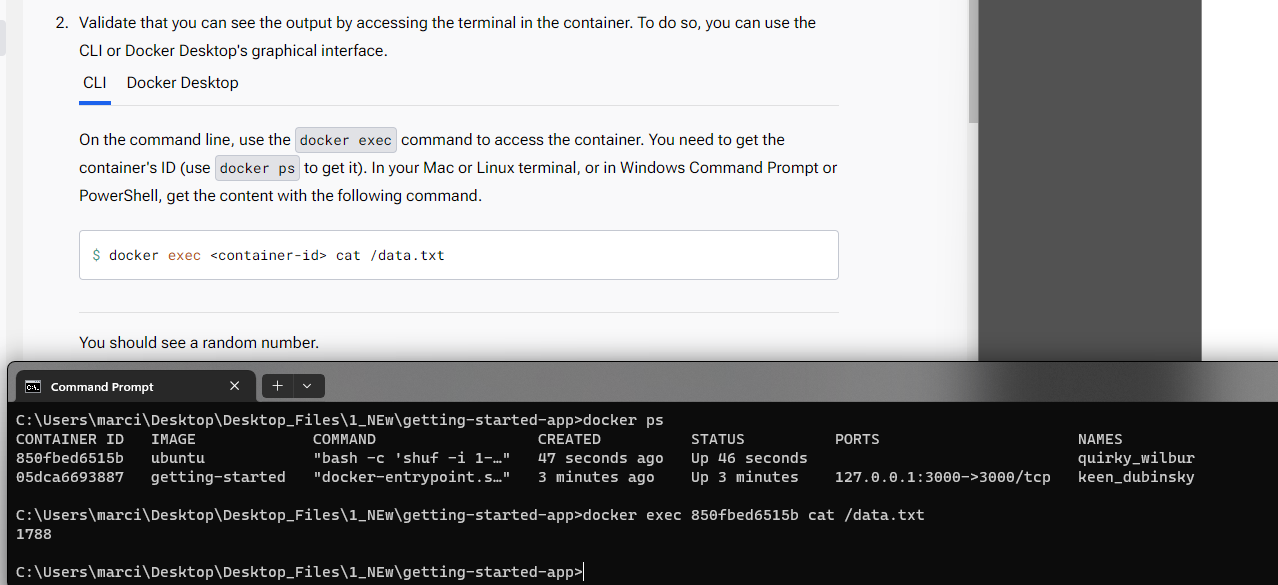 2. Validate that you can see the output by accessing the terminal in the container. To do so, you can use the
CLI or Docker Desktop's graphical interface.
CLI Docker Desktop
On the command line, use the docker exec command to access the container. You need to get the
container's ID (use docker ps to get it). In your Mac or Linux terminal, or in Windows Command Prompt or
PowerShell, get the content with the following command.
$ docker exec <container-id> cat /data.txt
You should see a random number.
Command Prompt
C:\Users\marci\Desktop\Desktop_Files\1_NEw\getting-started-app>docker ps
CONTAINER ID IMAGE COMMAND CREATED STATUS PORTS NAMES
850fbed6515b ubuntu "bash -c 'shuf -i 1-…" 47 seconds ago Up 46 seconds quirky_wilbur
05dca6693887 getting-started "docker-entrypoint.s…" 3 minutes ago Up 3 minutes 127.0.0.1:3000->3000/tcp keen_dubinsky
C:\Users\marci\Desktop\Desktop_Files\1_NEw\getting-started-app>docker exec 850fbed6515b cat /data.txt
1788
C:\Users\marci\Desktop\Desktop_Files\1_NEw\getting-started-app>